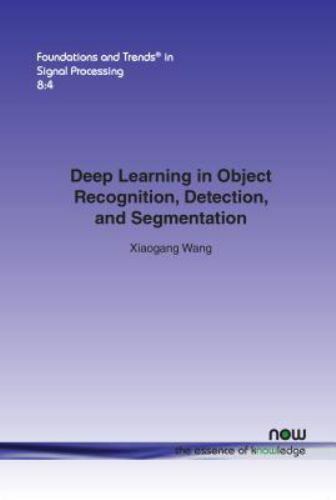 Foundations and Trends® in
Signal Processing
8:4
Deep Learning in Object
Recognition, Detection,
and Segmentation
Xiaogang Wang
now
the essence of knowledge